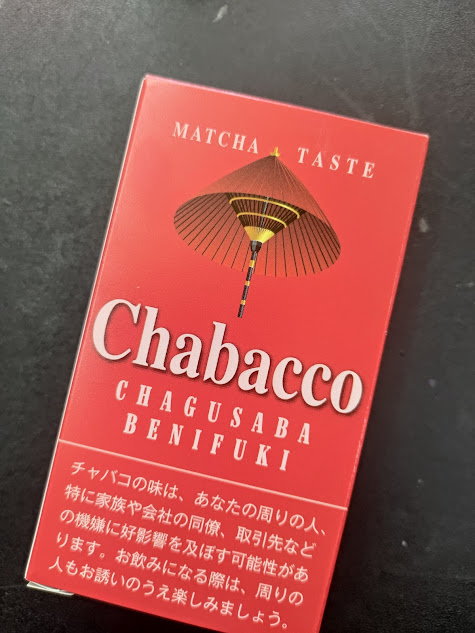 MATCHA TASTE
Chabacco
CHAGUSABA
BENIFUKI
チャバコの味は、あなたの周りの人、
特に家族や会社の同僚、取引先など
の機嫌に好影響を及ぼす可能性があ
ります。お飲みになる際は、周りの
人もお誘いのうえ楽しみましょう。